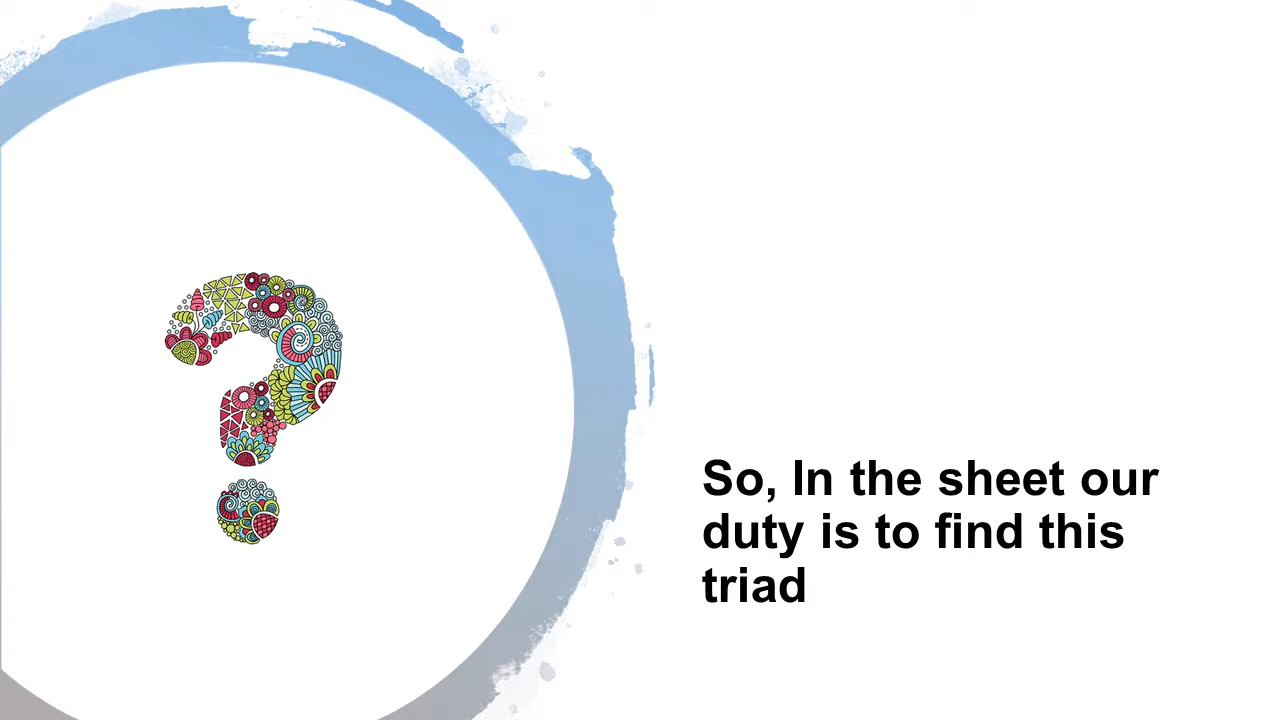 So, In the sheet our
duty is to find this
triad